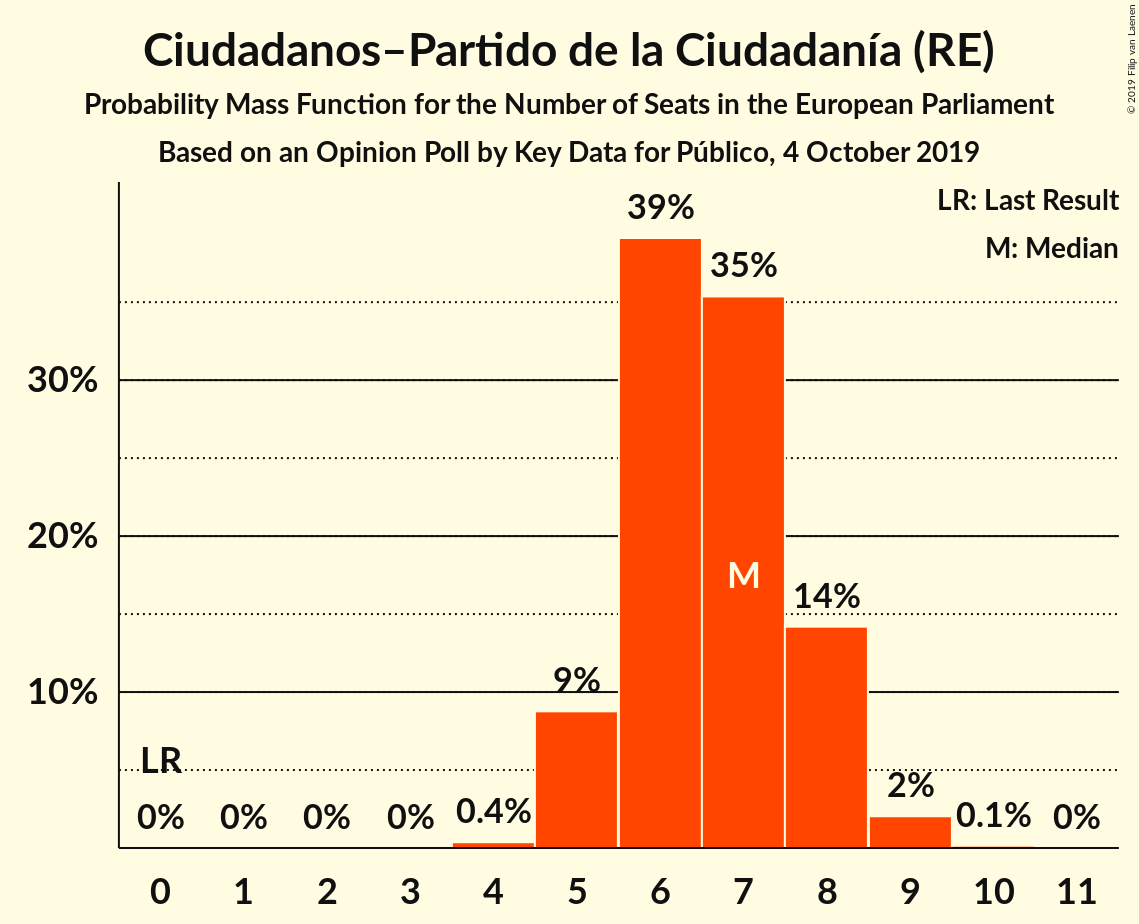 Ciudadanos–Partido de la Ciudadanía (RE)
Probability Mass Function for the Number of Seats in the European Parliament
Based on an Opinion Poll by Key Data for Público, 4 October 2019
© 2019 Filip van Laenen
LR: Last Result
M: Median
39%
35%
30%
20%
M
14%
9%
10%
LR
2%
0% 0% 0% 0% 0.4% 0.1% 0%
0 1 2 3 4 5 6 7 8 9 10 11